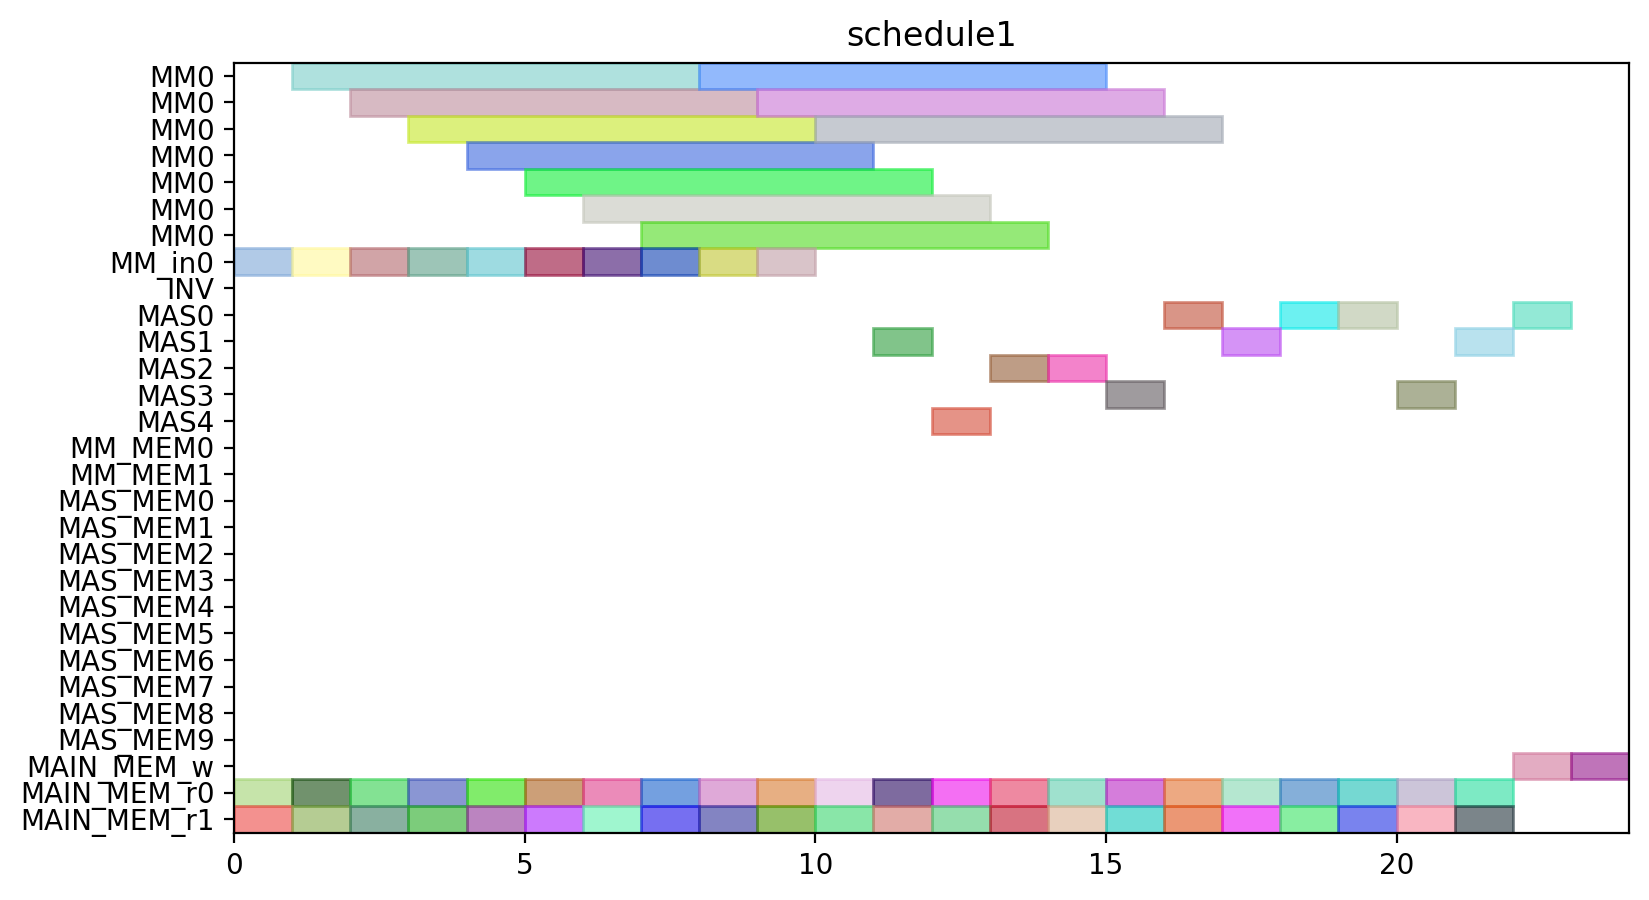 schedule1
MM0
MM0
MM0
MM0
MM0
MM0
MM0
MM_in0
INV
MAS0
MAS1
MAS2
MAS3
MAS4
MM_MEM0
MM_MEM1
MAS_MEM0
MAS_MEM1
MAS_MEM2
MAS_MEM3
MAS_MEM4
MAS_MEM5
MAS_MEM6
MAS_MEM7
MAS_MEM8
MAS_MEM9
MAIN_MEM_w
MAIN_MEM_r0
MAIN_MEM_r1
0 5 10 15 20